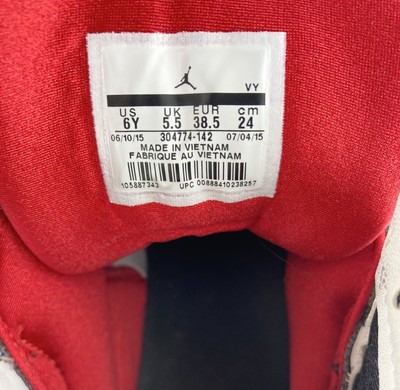 VY
US UK EUR cm
6Y 5.5 38.5 24
06/10/15 304774-142 07/04/15
MADE IN VIETNAM
FABRIQUE AU VIETNAM
105887343 UPC 00888410238257